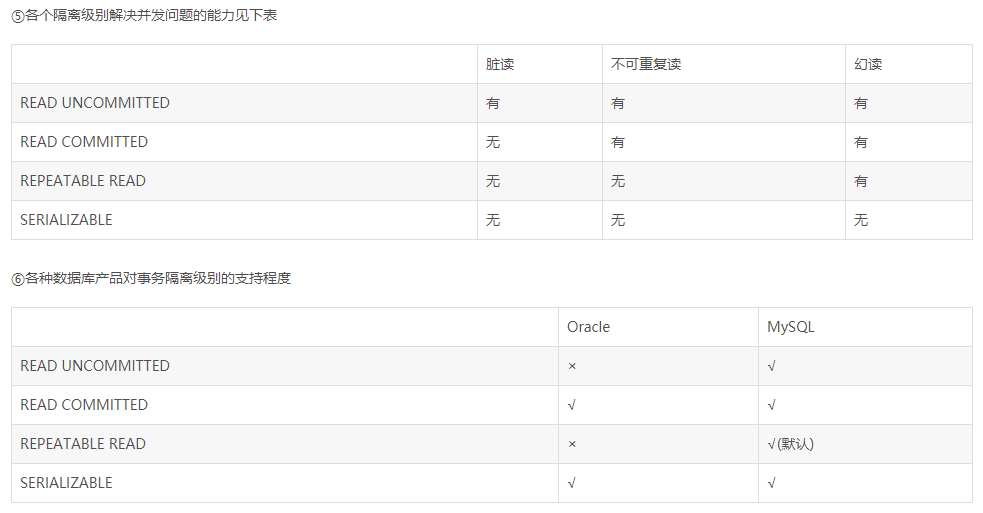 ⑤各个隔离级别解决并发问题的能力见下表
脏读 不可重复读 幻读
READ UNCOMMITTED 有 有 有
READ COMMITTED 无 有 有
REPEATABLE READ 无 无 有
SERIALIZABLE 无 无 无
⑥各种数据库产品对事务隔离级别的支持程度
Oracle MySQL
READ UNCOMMITTED × √
READ COMMITTED √ √
REPEATABLE READ × √(默认)
SERIALIZABLE √ √